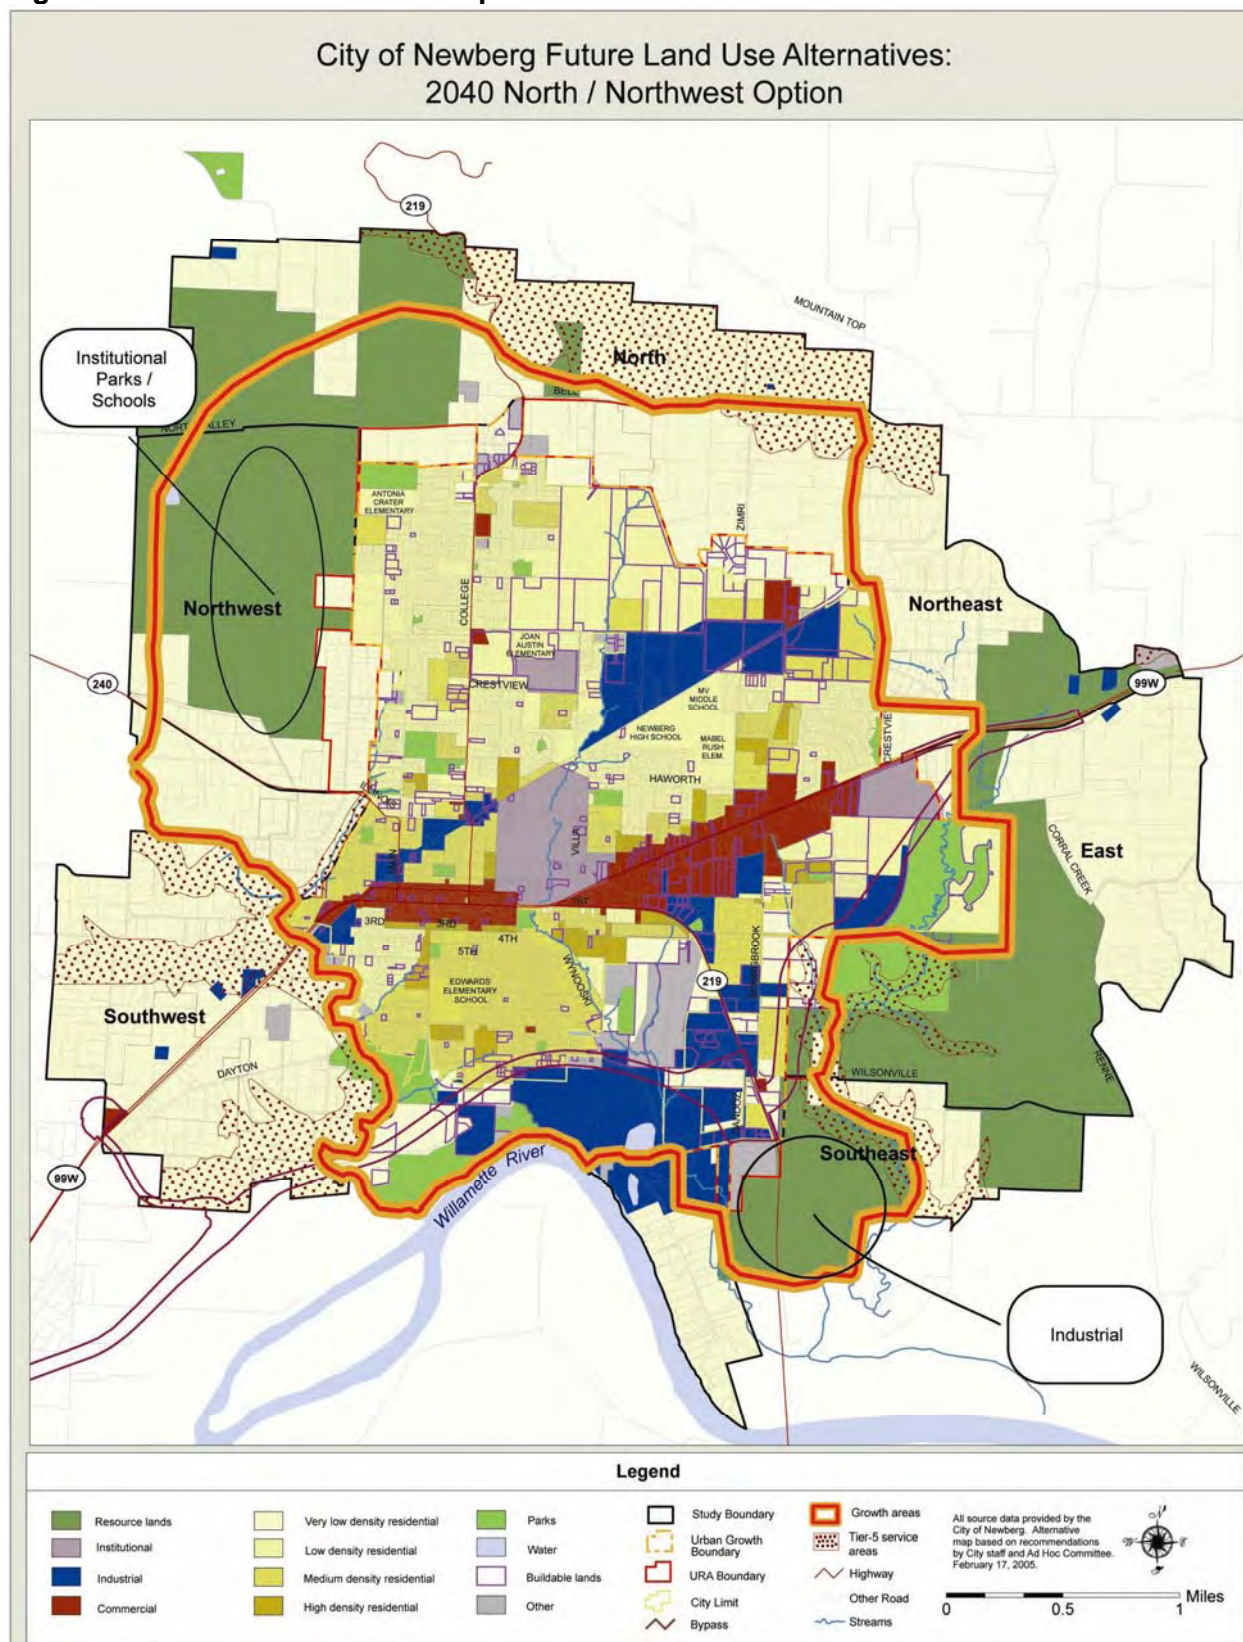 City of Newberg Future Land Use Alternatives:
2040 North / Northwest Option
219
MOUNTAIN TOP
Institutional
Parks /
Schools
North
BELL
ANTONIA
CRATER
ELEMENTARY
ZIMRI
COLLEGE
Northwest
Northeast
JOAN
AUSTIN
ELEMENTARY
240
CRESTVIEW
99W
MV
MIDDLE
SCHOOL
NEWBERG
HIGH SCHOOL
MABEL
RUSH
ELEM.
HAWORTH
ILLINOIS
VILLA
MAIN
CORRAL CREEK
East
3RD
3RD
4TH
5TH
EDWARDS
ELEMENTARY
SCHOOL
WYNOOSKI
219
Southwest
DAYTON
WILSONVILLE
RENNE
Southeast
99W
Willamette River
Industrial
WILSONVILLE
Legend
Resource lands
Institutional
Industrial
Commercial
Very low density residential
Low density residential
Medium density residential
High density residential
Parks
Water
Buildable lands
Other
Study Boundary
Urban Growth
Boundary
URA Boundary
City Limit
Bypass
Growth areas
Tier-5 service
areas
Highway
Other Road
Streams
All source data provided by the
City of Newberg. Alternative
map based on recommendations
by City staff and Ad Hoc Committee.
February 17, 2005.
N
0 0.5 1 Miles